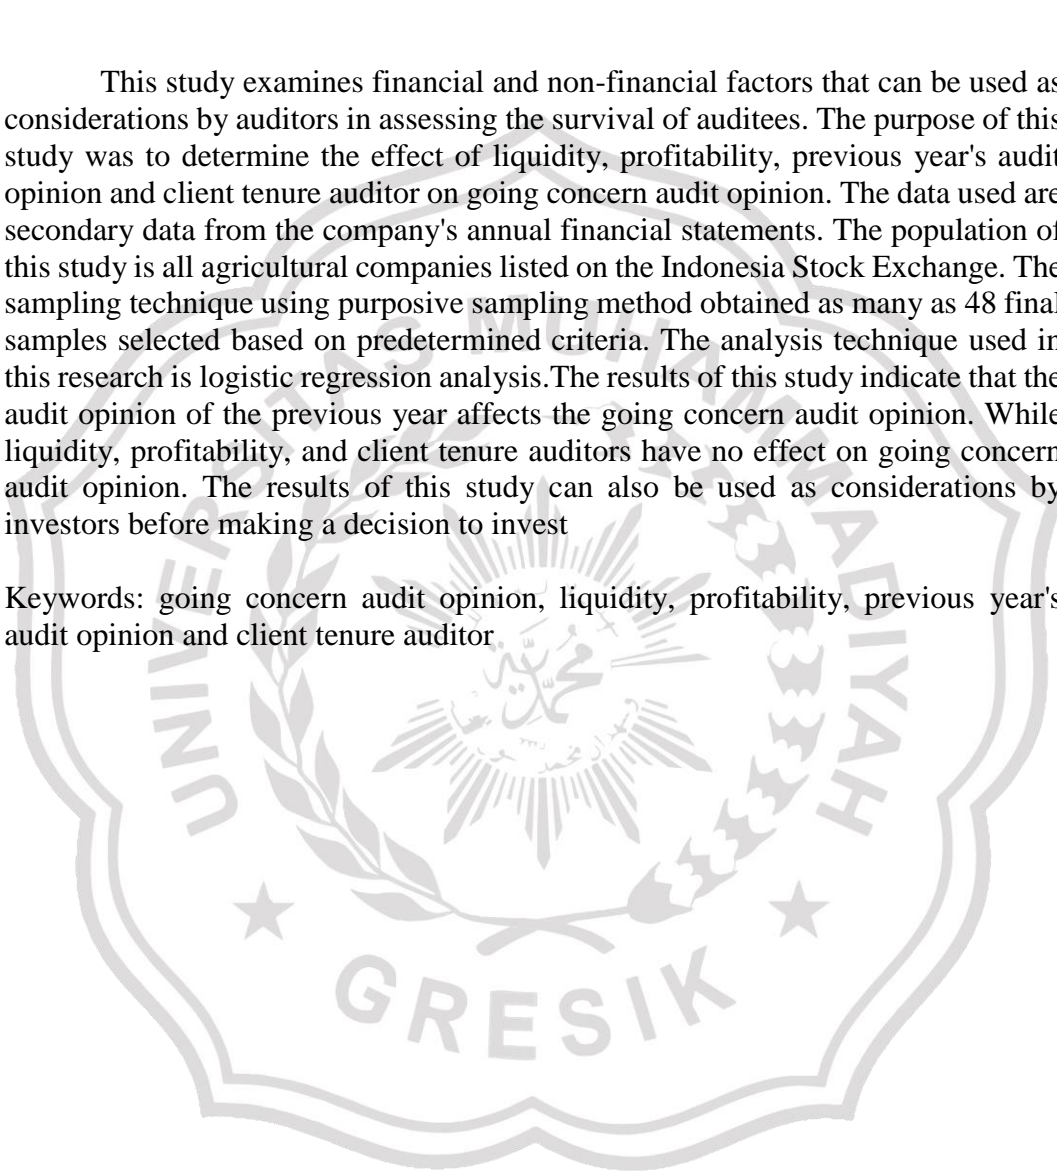 This study examines financial and non-financial factors that can be used as
considerations by auditors in assessing the survival of auditees. The purpose of this
study was to determine the effect of liquidity, profitability, previous year's audit
opinion and client tenure auditor on going concern audit opinion. The data used are
secondary data from the company's annual financial statements. The population of
this study is all agricultural companies listed on the Indonesia Stock Exchange. The
sampling technique using purposive sampling method obtained as many as 48 final
samples selected based on predetermined criteria. The analysis technique used in
this research is logistic regression analysis.The results of this study indicate that the
audit opinion of the previous year affects the going concern audit opinion. While
liquidity, profitability, and client tenure auditors have no effect on going concern
audit opinion. The results of this study can also be used as considerations by
investors before making a decision to invest
Keywords: going concern audit opinion, liquidity, profitability, previous year's
audit opinion and client tenure auditor
UNIVERSITAS MUHAMMADIYAH
GRESIK